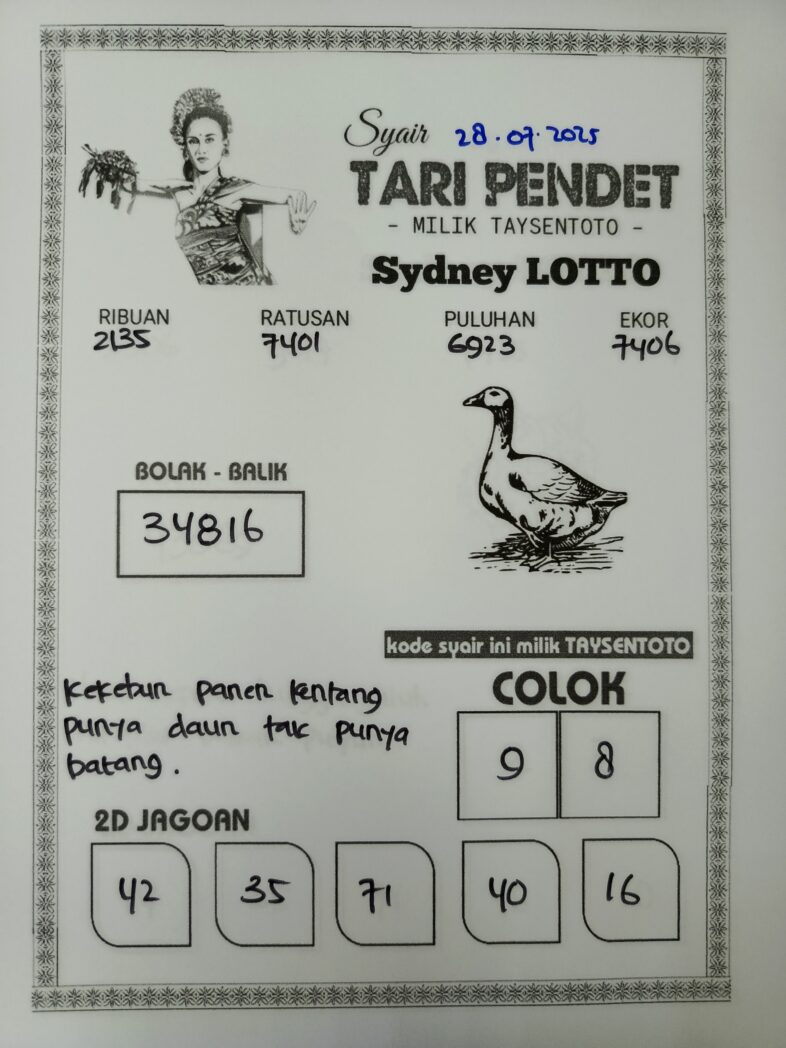 Syair 28.07.2025
TARI PENDET
- MILIK TAYSENTOTO -
Sydney LOTTO
RIBUAN RATUSAN PULUHAN EKOR
2135 7401 6923 7406
BOLAK - BALIK
34816
kode syair ini milik TAYSENTOTO
Kekebun panen kentang
punya daun tak punya
batang.
COLOK
9 8
2D JAGOAN
42 35 71 40 16